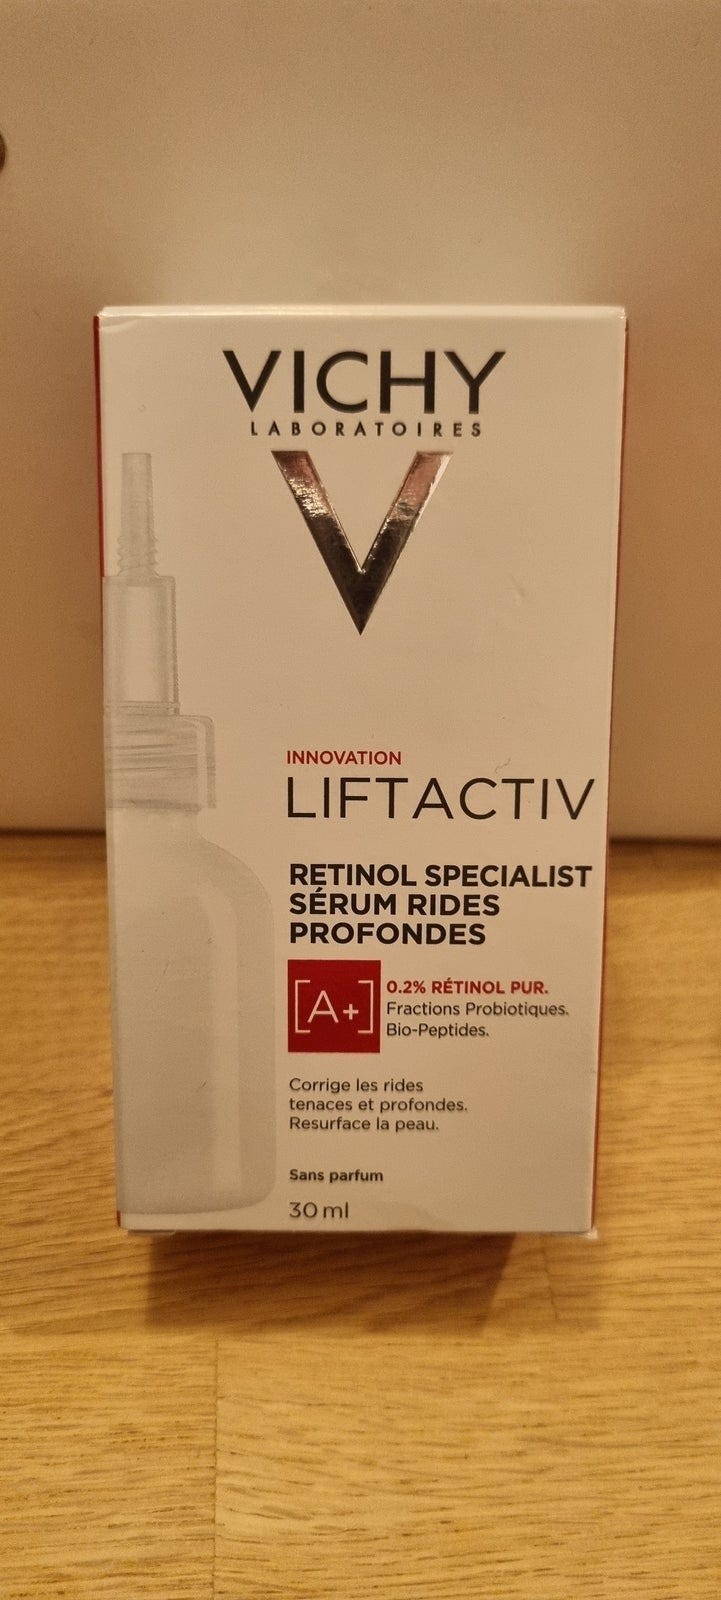 VICHY
LABORATOIRES
INNOVATION
LIFTACTIV
RETINOL SPECIALIST
SÉRUM RIDES
PROFONDES
[A+]
0.2% RÉTINOL PUR.
Fractions Probiotiques.
Bio-Peptides.
Corrige les rides
tenaces et profondes.
Resurface la peau.
Sans parfum
30 ml